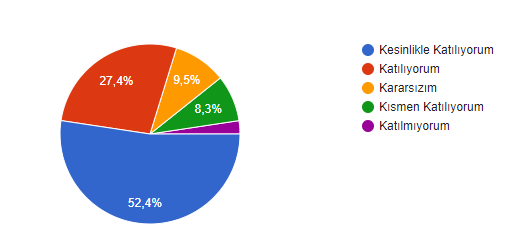 27,4%
9,5%
8,3%
52,4%
Kesinlikle Katılıyorum
Katılıyorum
Kararsızım
Kısmen Katılıyorum
Katılmıyorum